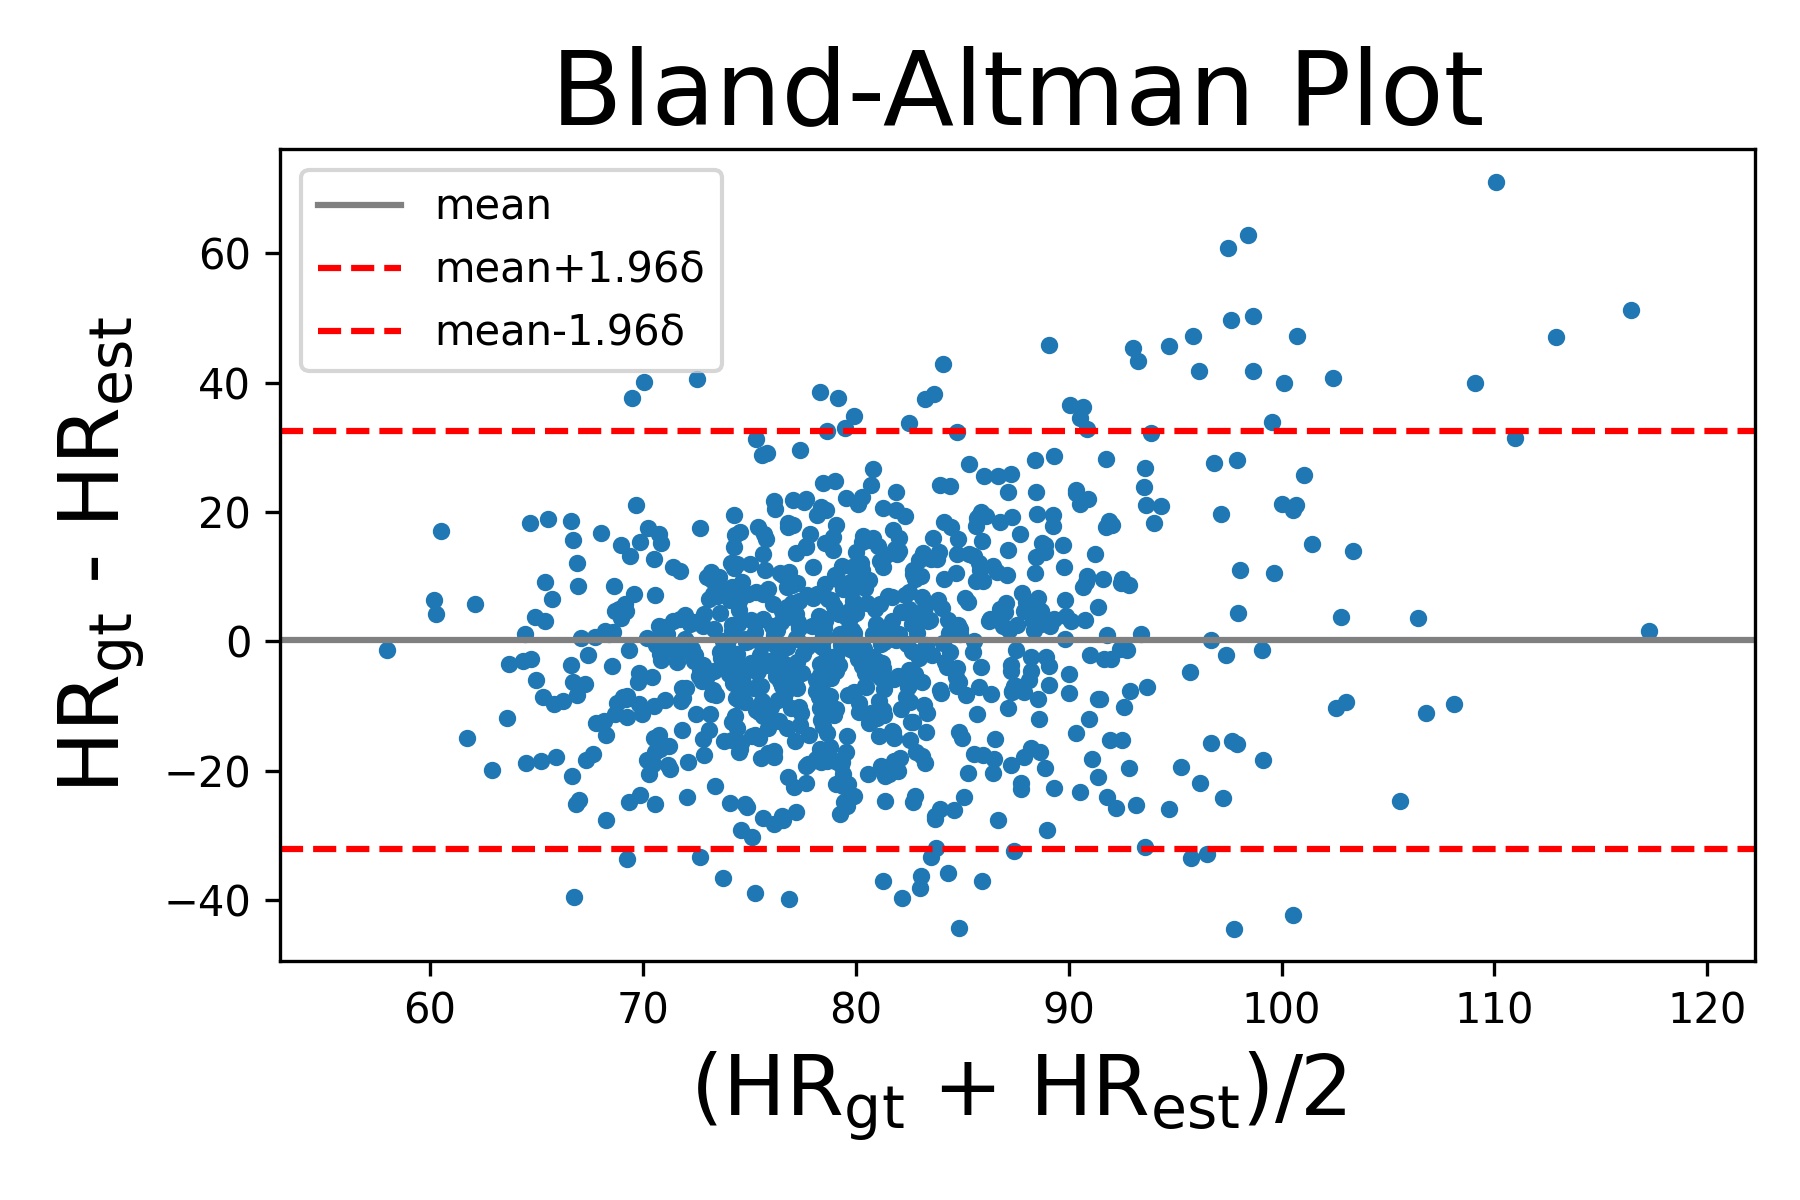 Bland-Altman Plot
mean
mean+1.96δ
mean-1.96δ
HRgt - HRest
60
40
20
0
−20
−40
60 70 80 90 100 110 120
(HRgt + HRest)/2